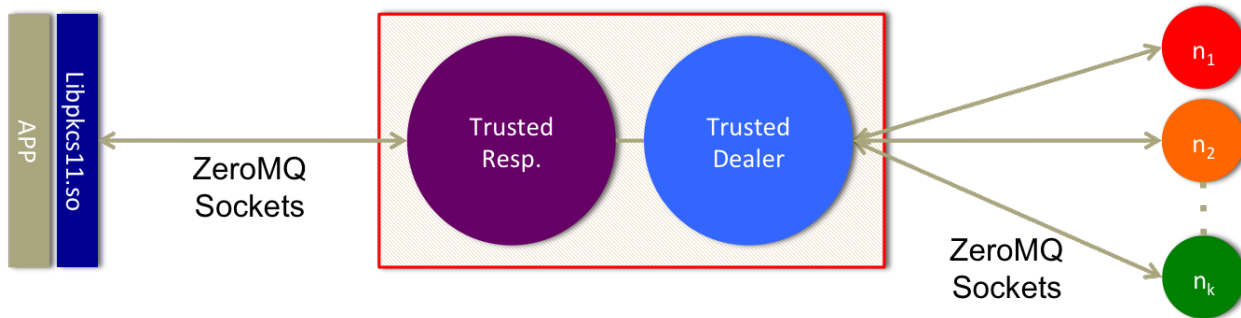 APP
Libpkcs11.so
ZeroMQ
Sockets
Trusted
Resp.
Trusted
Dealer
ZeroMQ
Sockets
n₁
n₂
nₖ